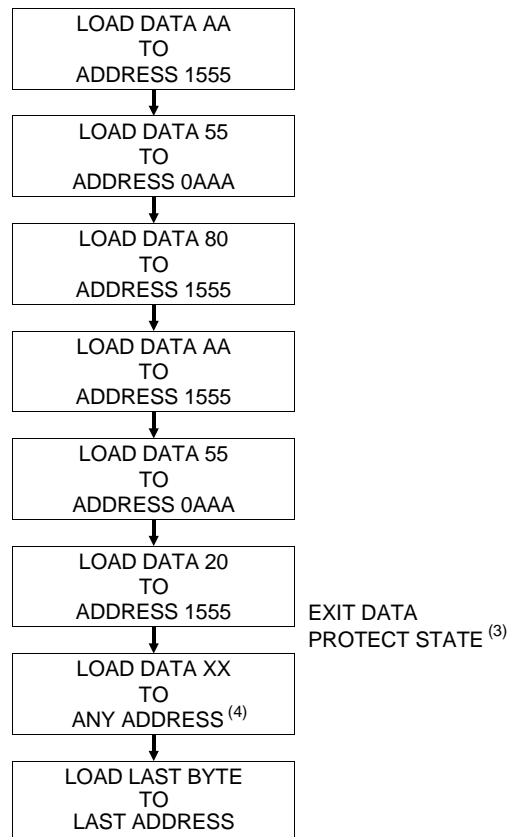 LOAD DATA AA
TO
ADDRESS 1555
LOAD DATA 55
TO
ADDRESS 0AAA
LOAD DATA 80
TO
ADDRESS 1555
LOAD DATA AA
TO
ADDRESS 1555
LOAD DATA 55
TO
ADDRESS 0AAA
LOAD DATA 20
TO
ADDRESS 1555
EXIT DATA
PROTECT STATE (3)
LOAD DATA XX
TO
ANY ADDRESS (4)
LOAD LAST BYTE
TO
LAST ADDRESS